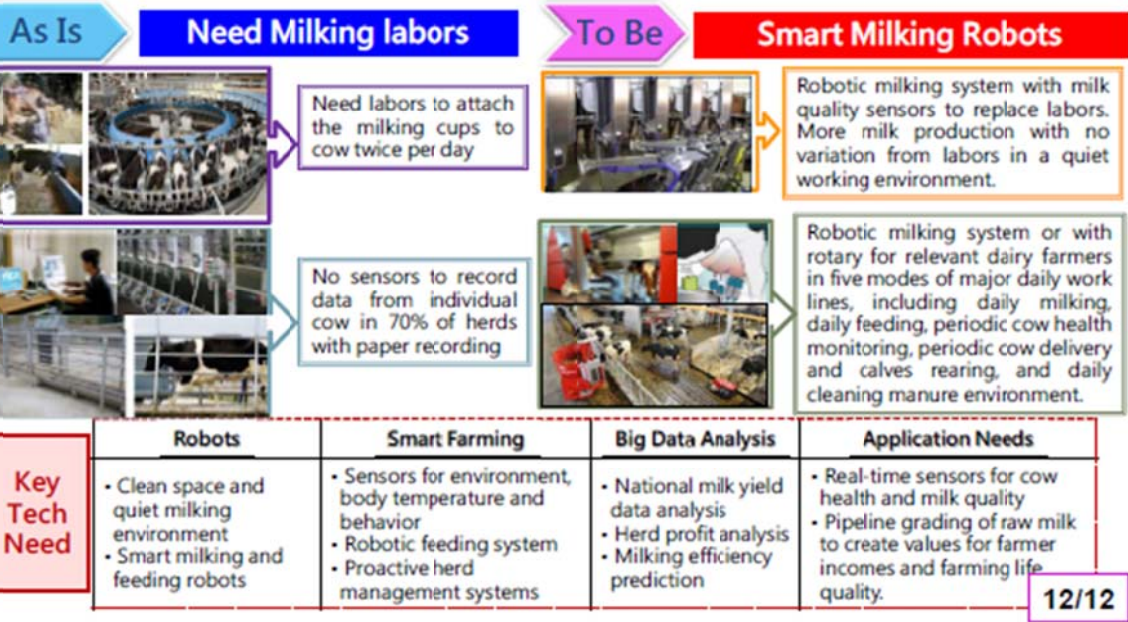 As Is
Need Milking labors
To Be
Smart Milking Robots
Need labors to attach
the milking cups to
cow twice per day
Robotic milking system with milk
quality sensors to replace labors.
More milk production with no
variation from labors in a quiet
working environment.
No sensors to record
data from individual
cow in 70% of herds
with paper recording
Robotic milking system or with
rotary for relevant dairy farmers
in five modes of major daily work
lines, including daily milking,
daily feeding, periodic cow health
monitoring, periodic cow delivery
and calves rearing, and daily
cleaning manure environment.
Key
Tech
Need
Robots
• Clean space and
quiet milking
environment
• Smart milking and
feeding robots
Smart Farming
• Sensors for environment,
body temperature and
behavior
• Robotic feeding system
• Proactive herd
management systems
Big Data Analysis
• National milk yield
data analysis
• Herd profit analysis
• Milking efficiency
prediction
Application Needs
• Real-time sensors for cow
health and milk quality
• Pipeline grading of raw milk
to create values for farmer
incomes and farming life
quality.
12/12